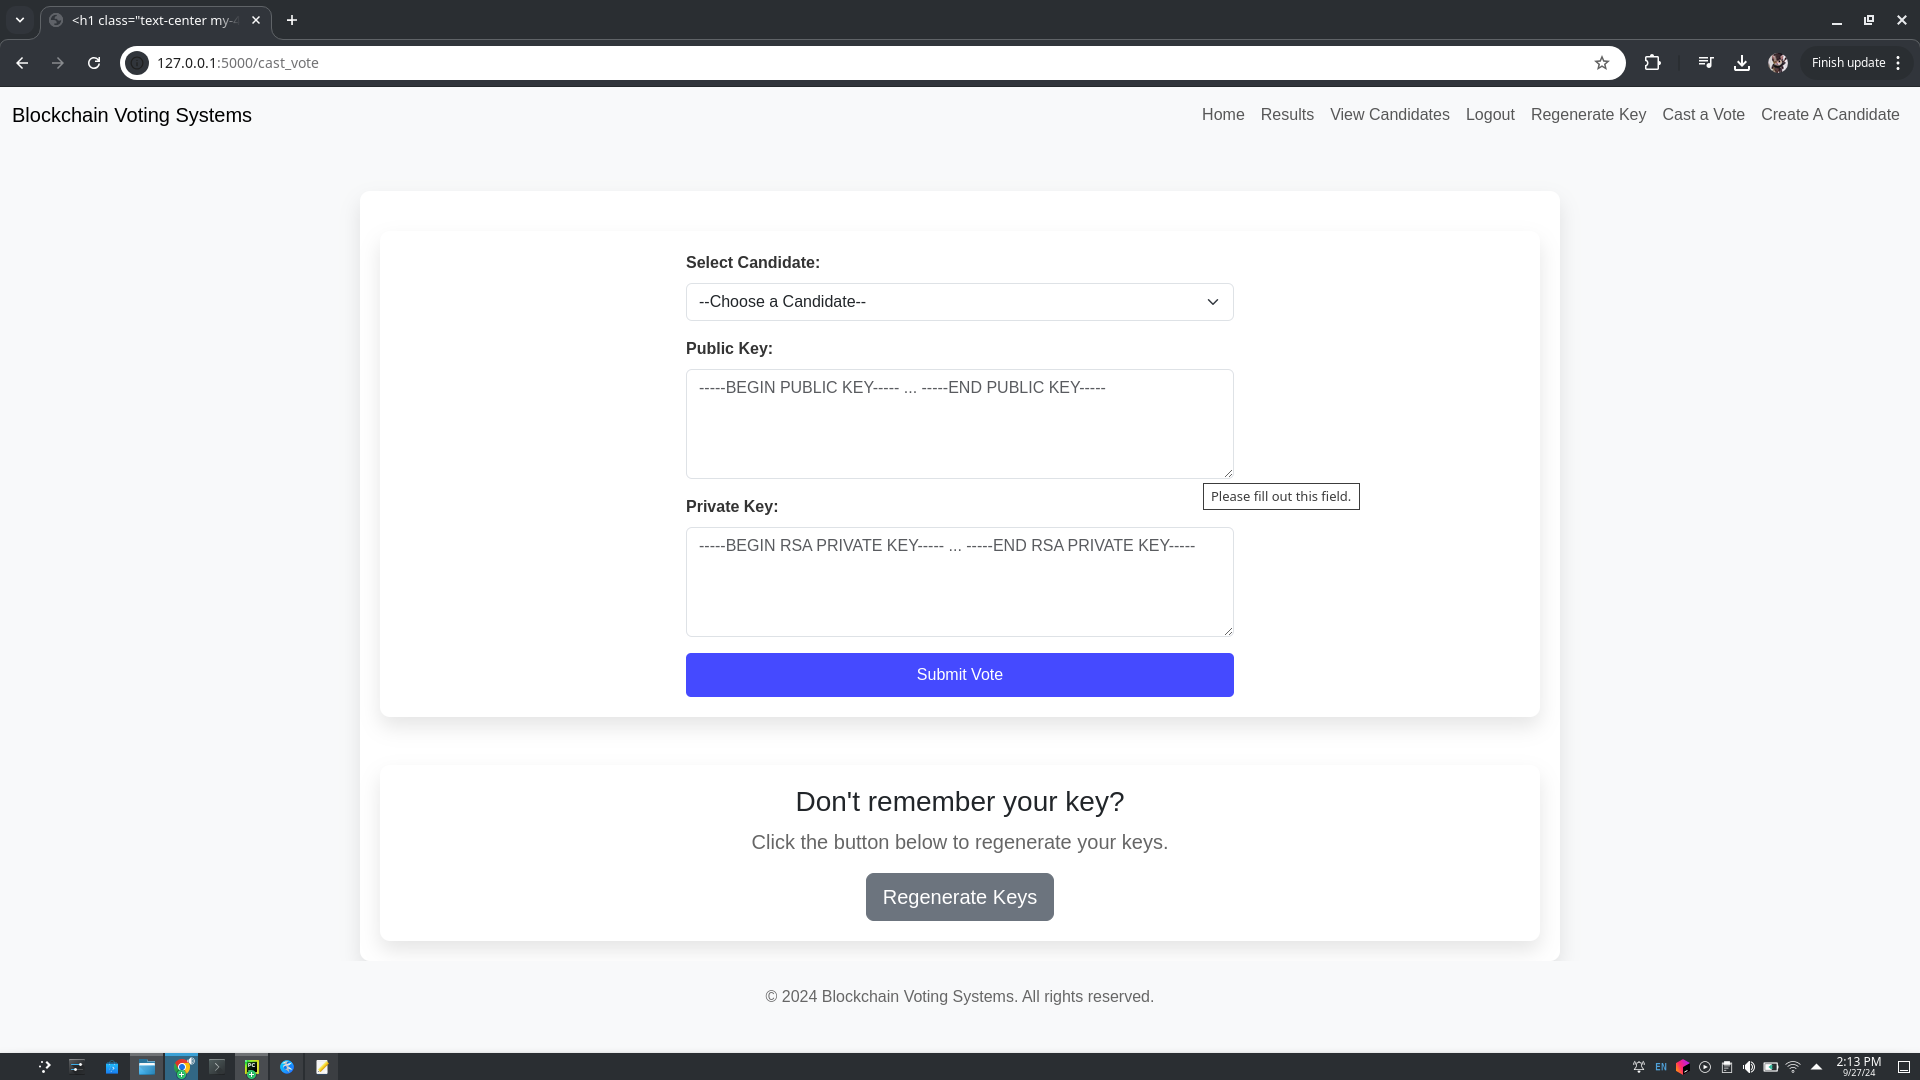 <h1 class="text-center my-4
127.0.0.1:5000/cast_vote
Finish update
Blockchain Voting Systems
Home Results View Candidates Logout Regenerate Key Cast a Vote Create A Candidate
Select Candidate:
--Choose a Candidate--
Public Key:
-----BEGIN PUBLIC KEY----- ... -----END PUBLIC KEY-----
Please fill out this field.
Private Key:
-----BEGIN RSA PRIVATE KEY----- ... -----END RSA PRIVATE KEY-----
Submit Vote
Don't remember your key?
Click the button below to regenerate your keys.
Regenerate Keys
© 2024 Blockchain Voting Systems. All rights reserved.
PC
EN
2:13 PM
9/27/24